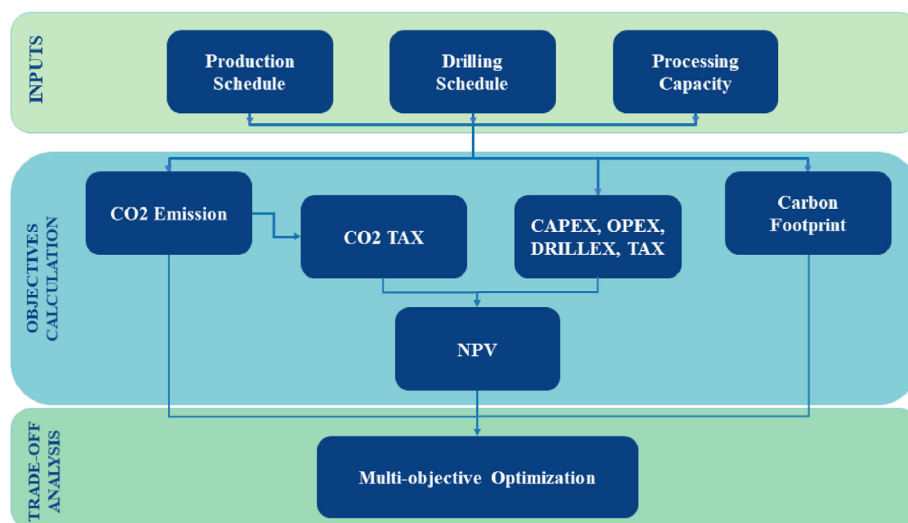 INPUTS
Production
Schedule
Drilling
Schedule
Processing
Capacity
OBJECTIVES
CALCULATION
CO2 Emission
CO2 TAX
CAPEX, OPEX,
DRILLEX, TAX
Carbon
Footprint
NPV
TRADE-OFF
ANALYSIS
Multi-objective Optimization